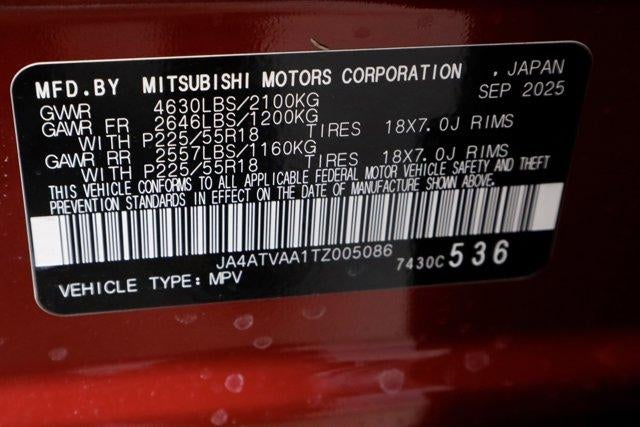 MFD.BY MITSUBISHI MOTORS CORPORATION , JAPAN
GVWR 4630LBS/2100KG SEP 2025
GAWR FR 2646LBS/1200KG
WITH P225/55R18 TIRES 18X7.0J RIMS
GAWR RR 2557LBS/1160KG
WITH P225/55R18 TIRES 18X7.0J RIMS
THIS VEHICLE CONFORMS TO ALL APPLICABLE FEDERAL MOTOR VEHICLE SAFETY AND THEFT
PREVENTION STANDARDS IN EFFECT ON THE DATE OF MANUFACTURE SHOWN ABOVE.
JA4ATVAA1TZ005086 7430C 536
VEHICLE TYPE: MPV